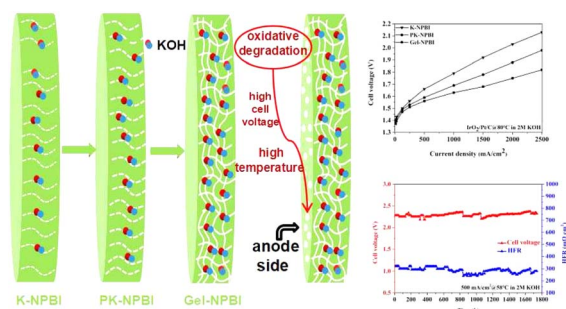 KOH
oxidative
degradation
high
cell
voltage
high
temperature
anode
side
K-NPBI
PK-NPBI
Gel-NPBI
K-NPBI
PK-NPBI
Gel-NPBI
Cell voltage (V)
2.2
2.1
2.0
1.9
1.8
1.7
1.6
1.5
1.4
1.3
IrO2/Pt/C@80°C in 2M KOH
0
500
1000
1500
2000
2500
Current density (mA/cm²)
Cell voltage (V)
3.0
2.5
2.0
1.5
1.0
0.5
Cell voltage
HFR
500 mA/cm²@50°C in 2M KOH
0
200
400
600
800
1000
1200
1400
1600
1800
1000
900
800
700
600
500
400
300
200
100